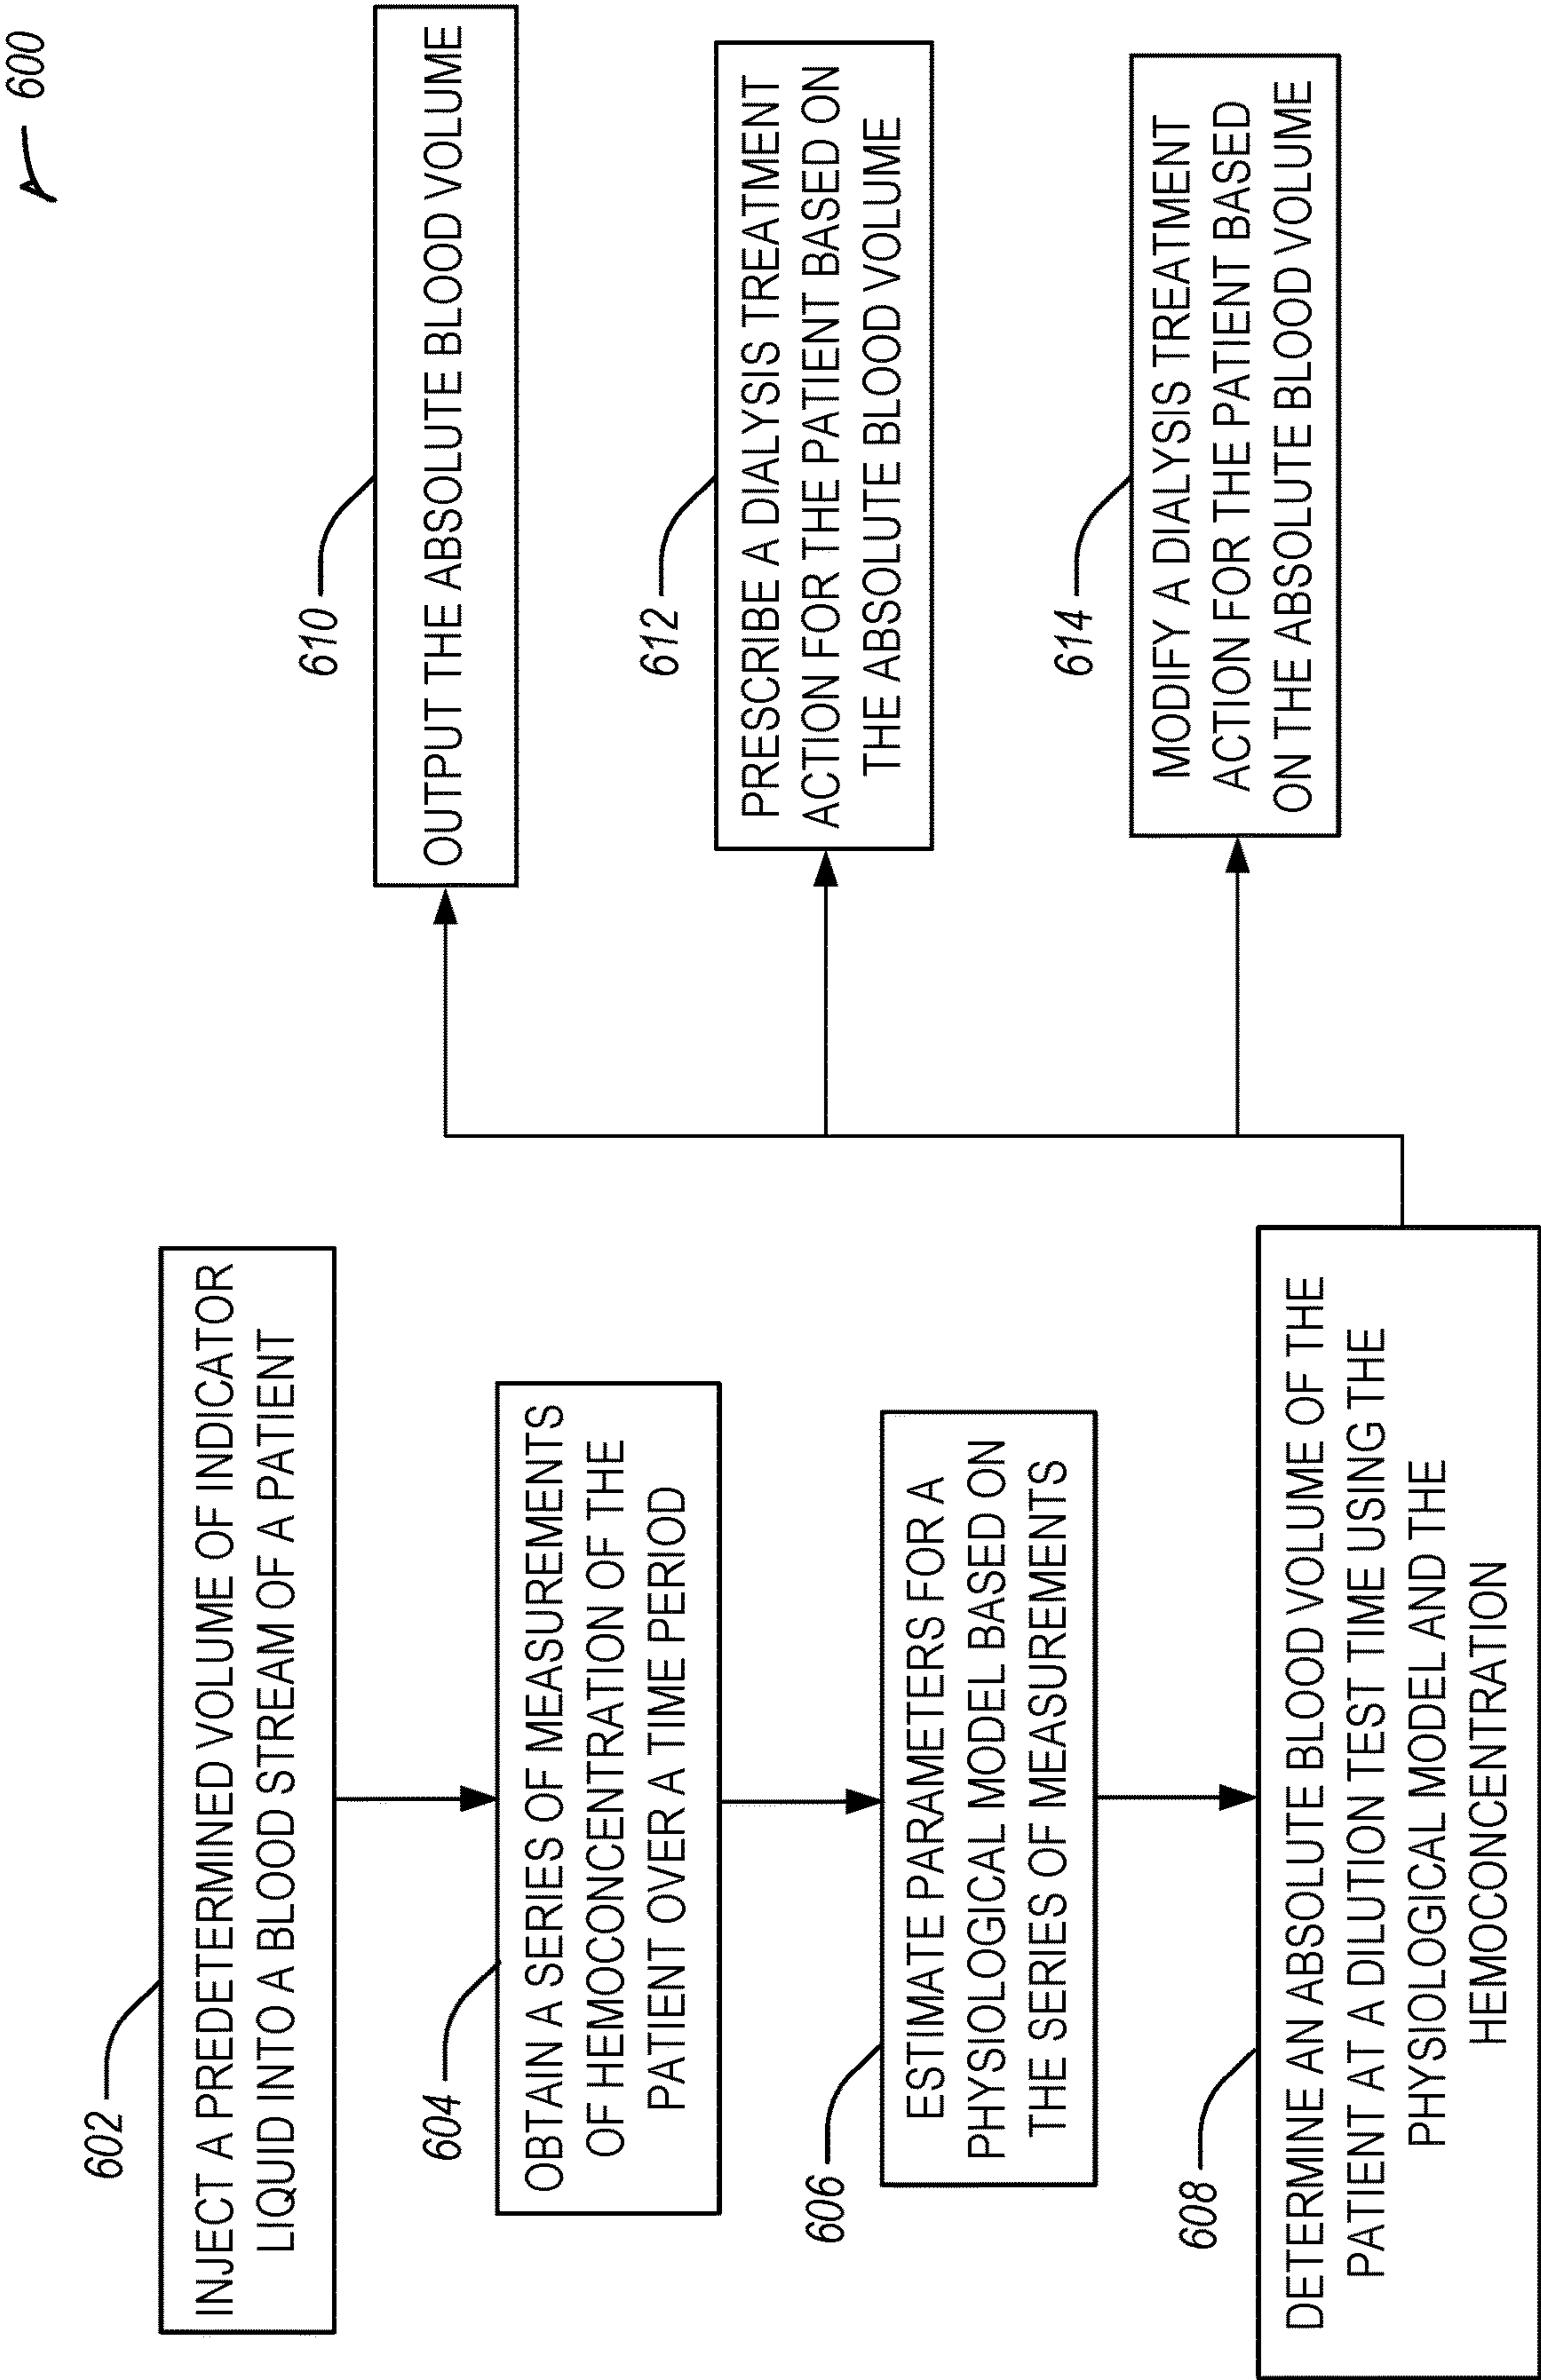 600
602
INJECT A PREDETERMINED VOLUME OF INDICATOR
LIQUID INTO A BLOOD STREAM OF A PATIENT
604
OBTAIN A SERIES OF MEASUREMENTS
OF HEMOCONCENTRATION OF THE
PATIENT OVER A TIME PERIOD
606
ESTIMATE PARAMETERS FOR A
PHYSIOLOGICAL MODEL BASED ON
THE SERIES OF MEASUREMENTS
608
DETERMINE AN ABSOLUTE BLOOD VOLUME OF THE
PATIENT AT A DILUTION TEST TIME USING THE
PHYSIOLOGICAL MODEL AND THE
HEMOCONCENTRATION
610
OUTPUT THE ABSOLUTE BLOOD VOLUME
612
PRESCRIBE A DIALYSIS TREATMENT
ACTION FOR THE PATIENT BASED ON
THE ABSOLUTE BLOOD VOLUME
614
MODIFY A DIALYSIS TREATMENT
ACTION FOR THE PATIENT BASED
ON THE ABSOLUTE BLOOD VOLUME